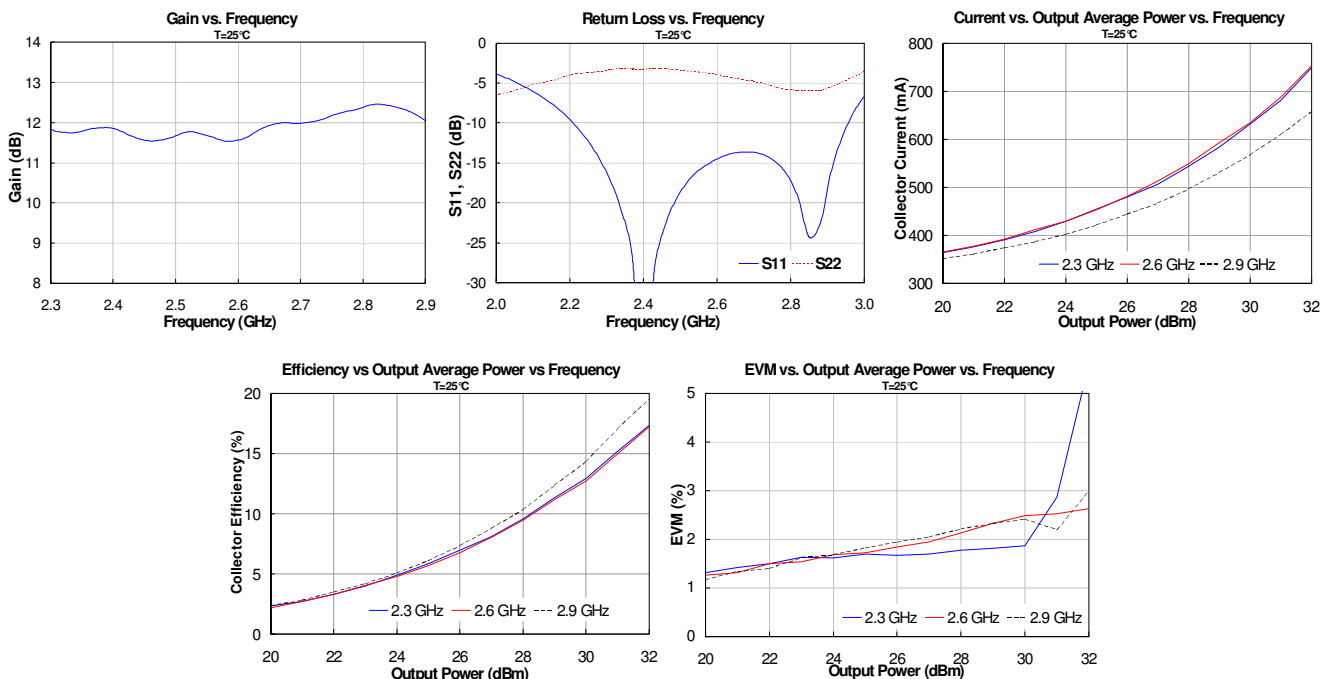 Gain vs. Frequency
T=25°C
14
13
12
11
10
9
8
Gain (dB)
2.3 2.4 2.5 2.6 2.7 2.8 2.9
Frequency (GHz)
Return Loss vs. Frequency
T=25°C
0
-5
-10
-15
-20
-25
-30
S11, S22 (dB)
S11 S22
2.0 2.2 2.4 2.6 2.8 3.0
Frequency (GHz)
Current vs. Output Average Power vs. Frequency
T=25°C
800
700
600
500
400
300
Collector Current (mA)
2.3 GHz 2.6 GHz 2.9 GHz
20 22 24 26 28 30 32
Output Power (dBm)
Efficiency vs Output Average Power vs Frequency
T=25°C
20
15
10
5
0
Collector Efficiency (%)
2.3 GHz 2.6 GHz 2.9 GHz
20 22 24 26 28 30 32
Output Power (dBm)
EVM vs. Output Average Power vs. Frequency
T=25°C
5
4
3
2
1
0
EVM (%)
2.3 GHz 2.6 GHz 2.9 GHz
20 22 24 26 28 30 32
Output Power (dBm)